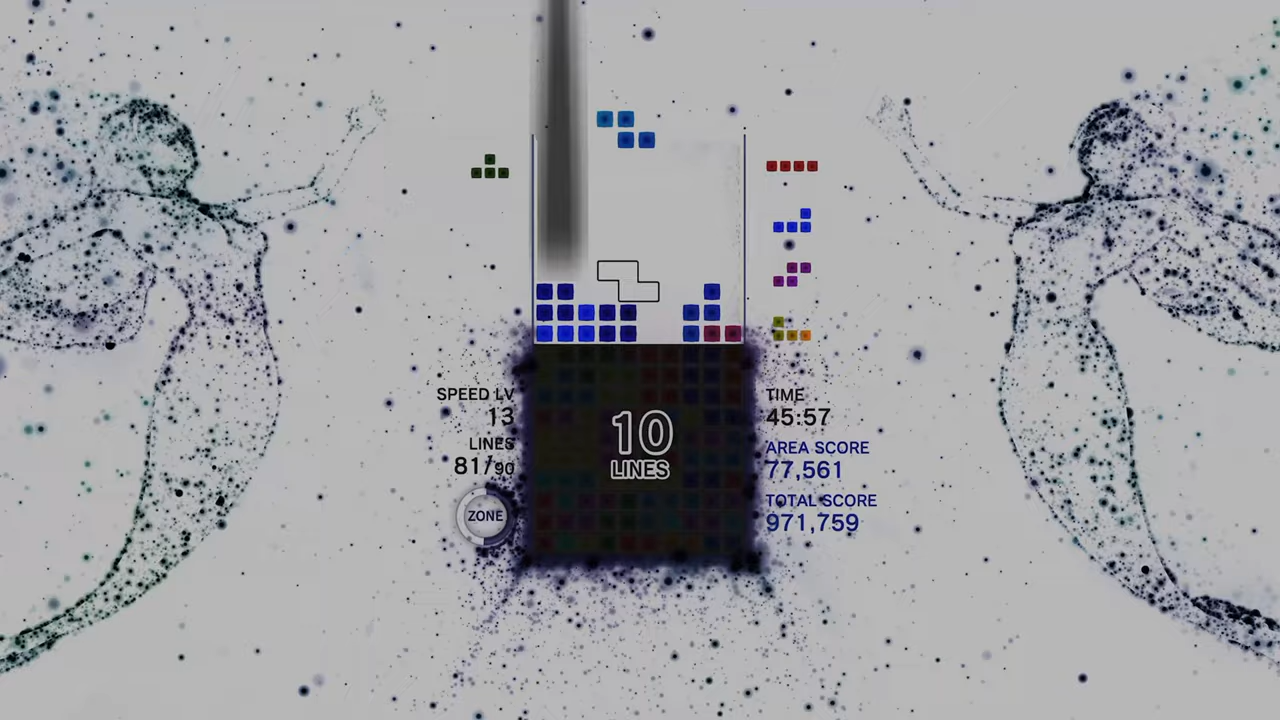 SPEED LV
13
LINES
81/90
ZONE
10
LINES
TIME
45:57
AREA SCORE
77,561
TOTAL SCORE
971,759